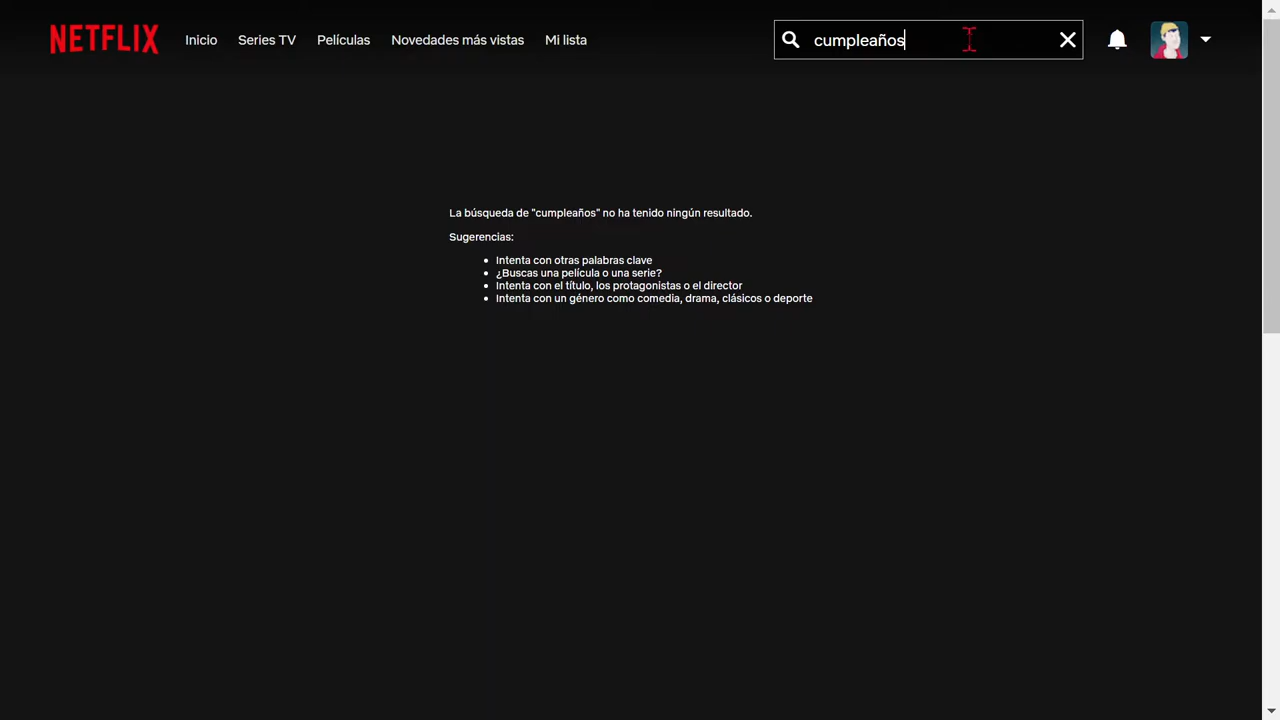 NETFLIX Inicio Series TV Películas Novedades más vistas Mi lista cumpleaños
La búsqueda de "cumpleaños" no ha tenido ningún resultado.
Sugerencias:
Intenta con otras palabras clave
¿Buscas una película o una serie?
Intenta con el título, los protagonistas o el director
Intenta con un género como comedia, drama, clásicos o deporte